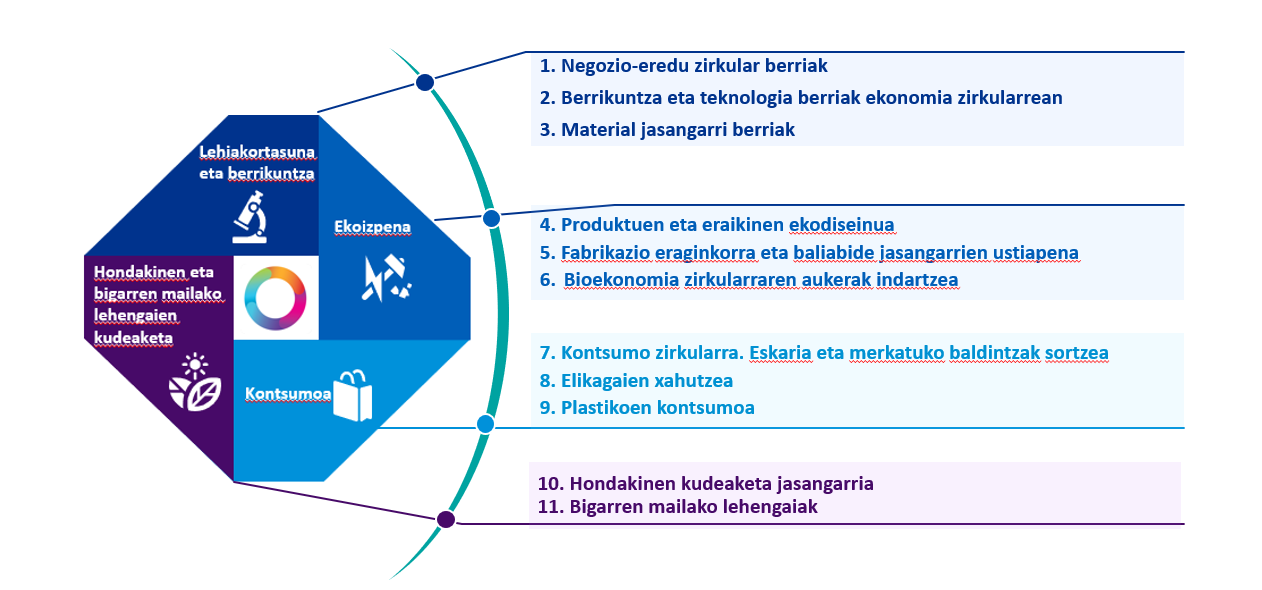 Lehiakortasuna
eta berrikuntza
Ekoizpena
Hondakinen eta
bigarren mailako
lehengaien
kudeaketa
Kontsumoa
1. Negozio-eredu zirkular berriak
2. Berrikuntza eta teknologia berriak ekonomia zirkularrean
3. Material jasangarri berriak
4. Produktuen eta eraikinen ekodiseinua
5. Fabrikazio eraginkorra eta baliabide jasangarrien ustiapena
6. Bioekonomia zirkularraren aukerak indartzea
7. Kontsumo zirkularra. Eskaria eta merkatuko baldintzak sortzea
8. Elikagaien xahutzea
9. Plastikoen kontsumoa
10. Hondakinen kudeaketa jasangarria
11. Bigarren mailako lehengaiak